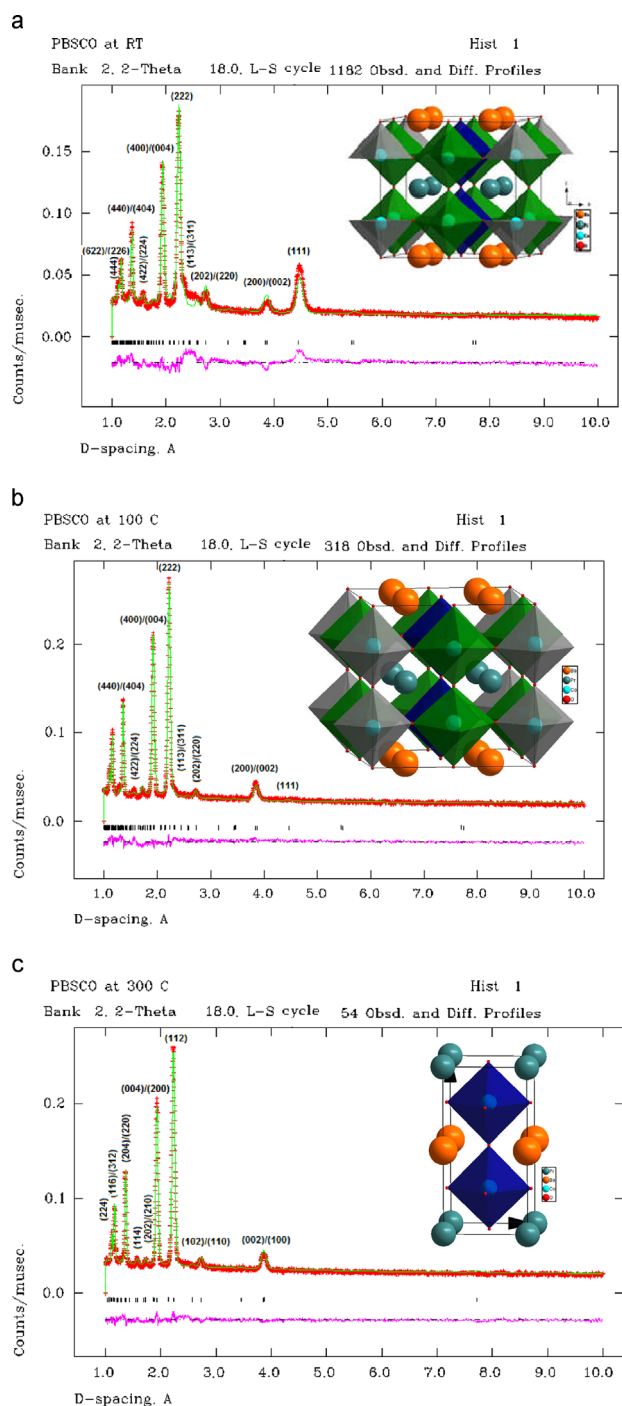 a
PBSCO at RT Hist 1
Bank 2, 2-Theta 18.0, L-S cycle 1182 Obsd. and Diff. Profiles
(222)
(400)/(004)
(440)/(404)
(622)/(226)
(444)
(422)/(224)
(113)/(311)
(202)/(220)
(200)/(002)
(111)
Counts/musec.
0.15
0.10
0.05
0.00
1.0 2.0 3.0 4.0 5.0 6.0 7.0 8.0 9.0 10.0
D-spacing, A
b
PBSCO at 100 C Hist 1
Bank 2, 2-Theta 18.0, L-S cycle 318 Obsd. and Diff. Profiles
(222)
(400)/(004)
(440)/(404)
(422)/(224)
(113)/(311)
(202)/(220)
(200)/(002)
(111)
Ba
Pr
Co
O
Counts/musec.
0.2
0.1
0.0
1.0 2.0 3.0 4.0 5.0 6.0 7.0 8.0 9.0 10.0
D-spacing, A
c
PBSCO at 300 C Hist 1
Bank 2, 2-Theta 18.0, L-S cycle 54 Obsd. and Diff. Profiles
(112)
(004)/(200)
(204)/(220)
(116)/(312)
(224)
(114)
(202)/(210)
(102)/(110)
(002)/(100)
Counts/musec.
0.2
0.1
0.0
1.0 2.0 3.0 4.0 5.0 6.0 7.0 8.0 9.0 10.0
D-spacing, A